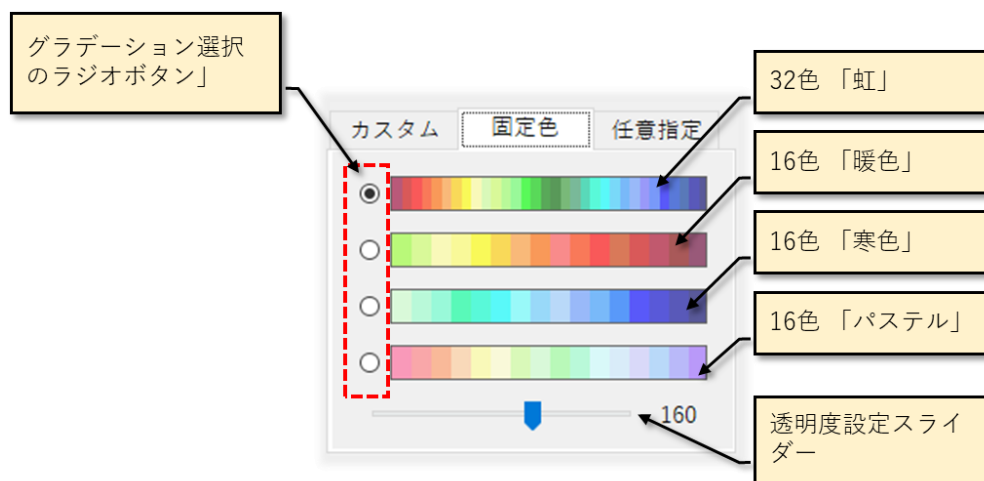 グラデーション選択
のラジオボタン」
32色 「虹」
カスタム
固定色
任意指定
16色 「暖色」
16色 「寒色」
16色 「パステル」
160
透明度設定スライ
ダー